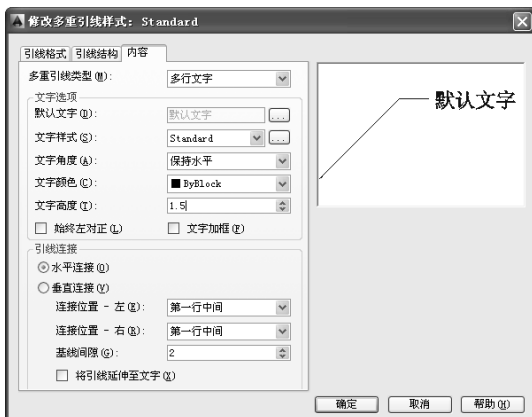 修改多重引线样式: Standard
引线格式 引线结构 内容
多重引线类型(M): 多行文字
文字选项
默认文字(D): 默认文字 ...
文字样式(S): Standard ...
文字角度(A): 保持水平
文字颜色(C): ByBlock
文字高度(T): 1.5
始终左对正(L) 文字加框(F)
引线连接
水平连接(O)
垂直连接(V)
连接位置 - 左(E): 第一行中间
连接位置 - 右(R): 第一行中间
基线间隙(G): 2
将引线延伸至文字(X)
默认文字
确定 取消 帮助(H)